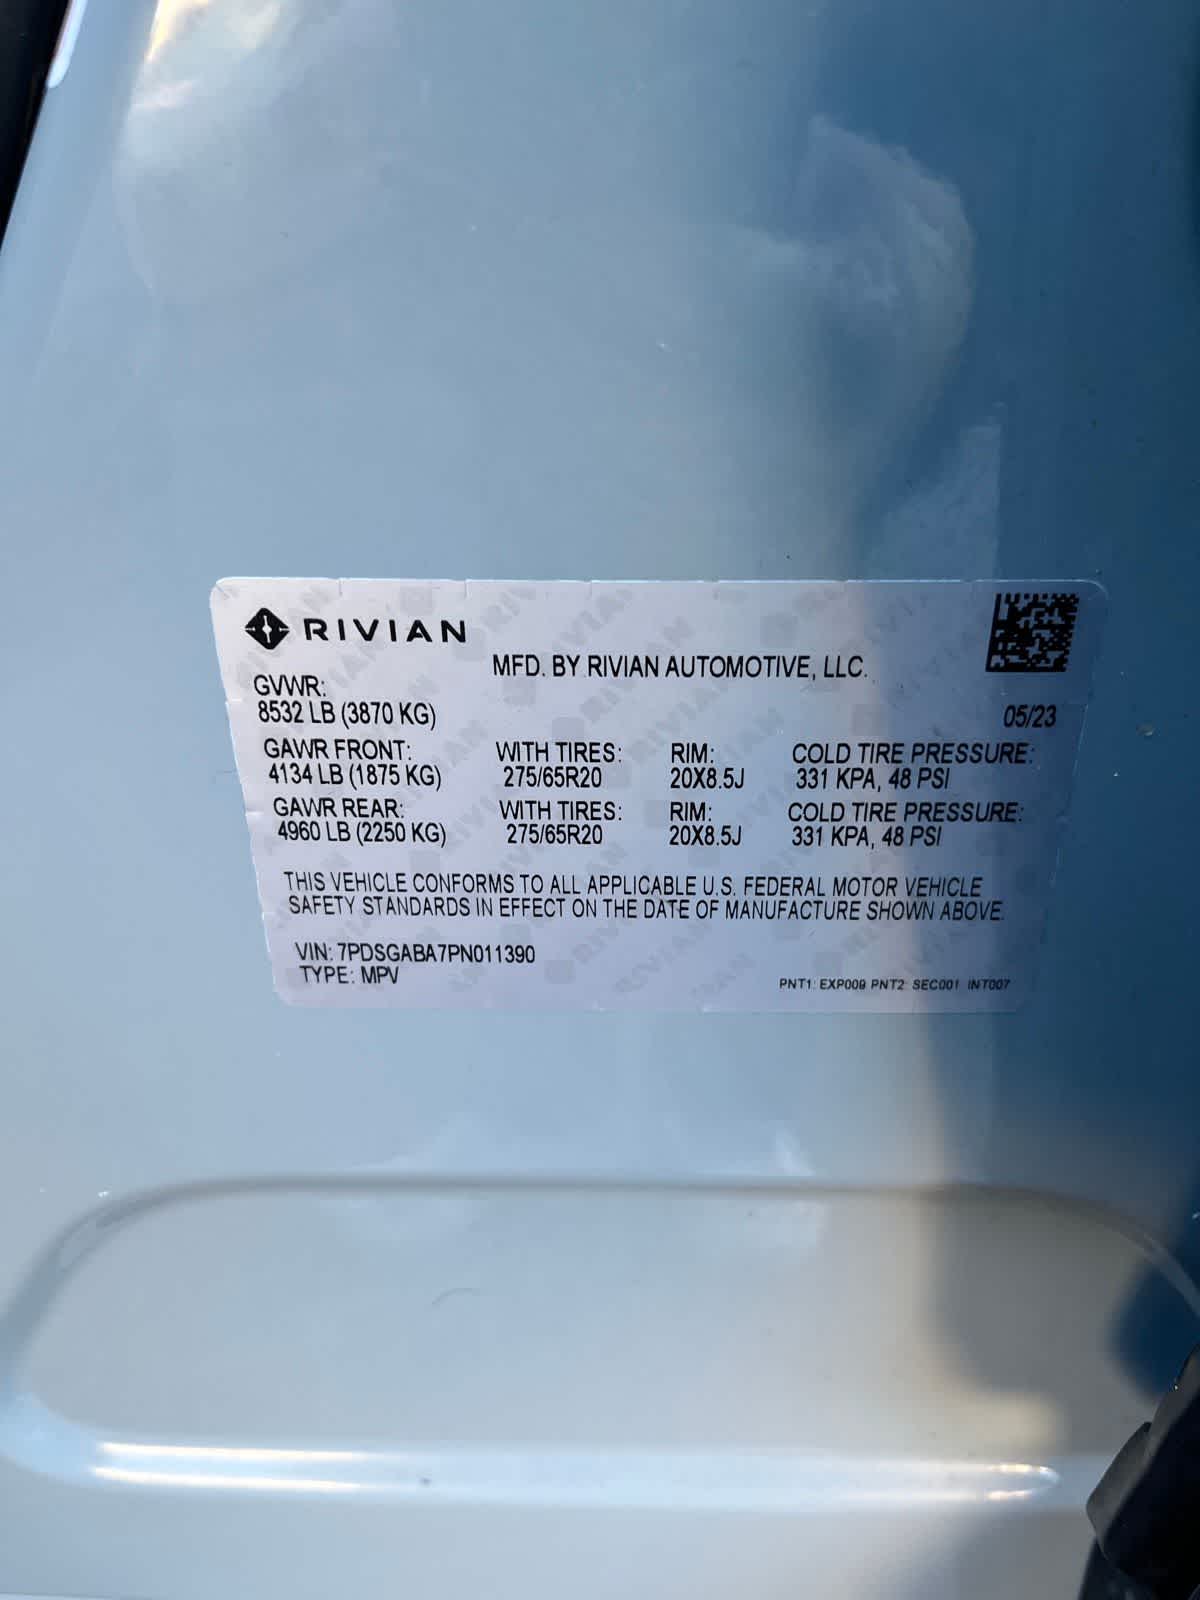 RIVIAN
MFD. BY RIVIAN AUTOMOTIVE, LLC.
GVWR:
8532 LB (3870 KG)
05/23
GAWR FRONT: WITH TIRES: RIM: COLD TIRE PRESSURE:
4134 LB (1875 KG) 275/65R20 20X8.5J 331 KPA, 48 PSI
GAWR REAR: WITH TIRES: RIM: COLD TIRE PRESSURE:
4960 LB (2250 KG) 275/65R20 20X8.5J 331 KPA, 48 PSI
THIS VEHICLE CONFORMS TO ALL APPLICABLE U.S. FEDERAL MOTOR VEHICLE
SAFETY STANDARDS IN EFFECT ON THE DATE OF MANUFACTURE SHOWN ABOVE.
VIN: 7PDSGABA7PN011390
TYPE: MPV
PNT1: EXP009 PNT2: SEC001 INT007